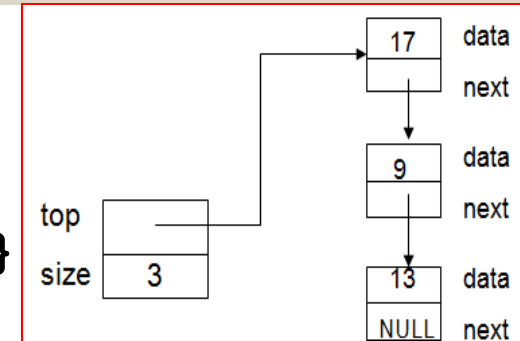 17 data
next
9 data
next
top
} size 3
13 data
NULL next